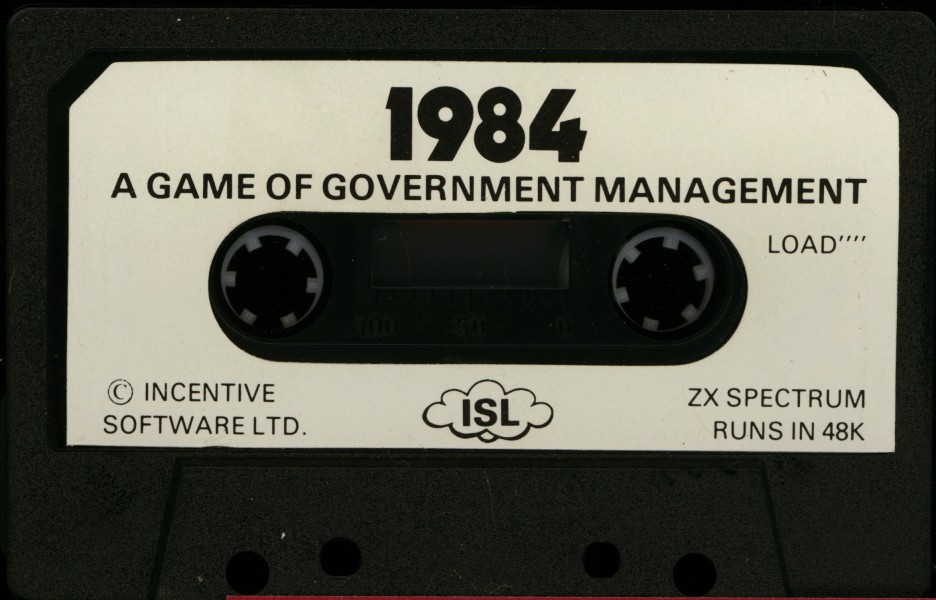 1984
A GAME OF GOVERNMENT MANAGEMENT
LOAD''''
100 50 0
© INCENTIVE
SOFTWARE LTD.
ISL
ZX SPECTRUM
RUNS IN 48K